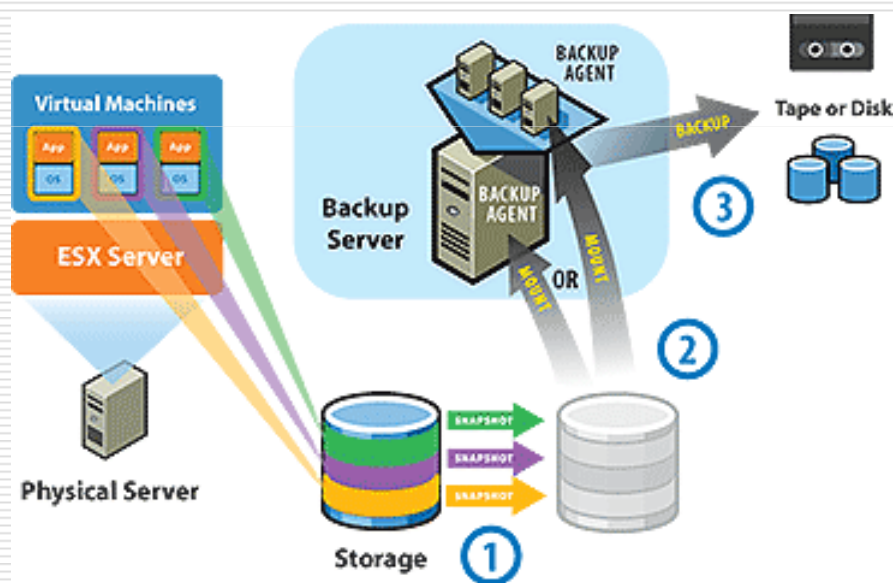 Virtual Machines
App
App
App
OS
OS
OS
ESX Server
Physical Server
BACKUP
AGENT
BACKUP
AGENT
Backup
Server
MOUNT
OR
MOUNT
BACKUP
Tape or Disk
3
2
SNAPSHOT
SNAPSHOT
SNAPSHOT
Storage
1